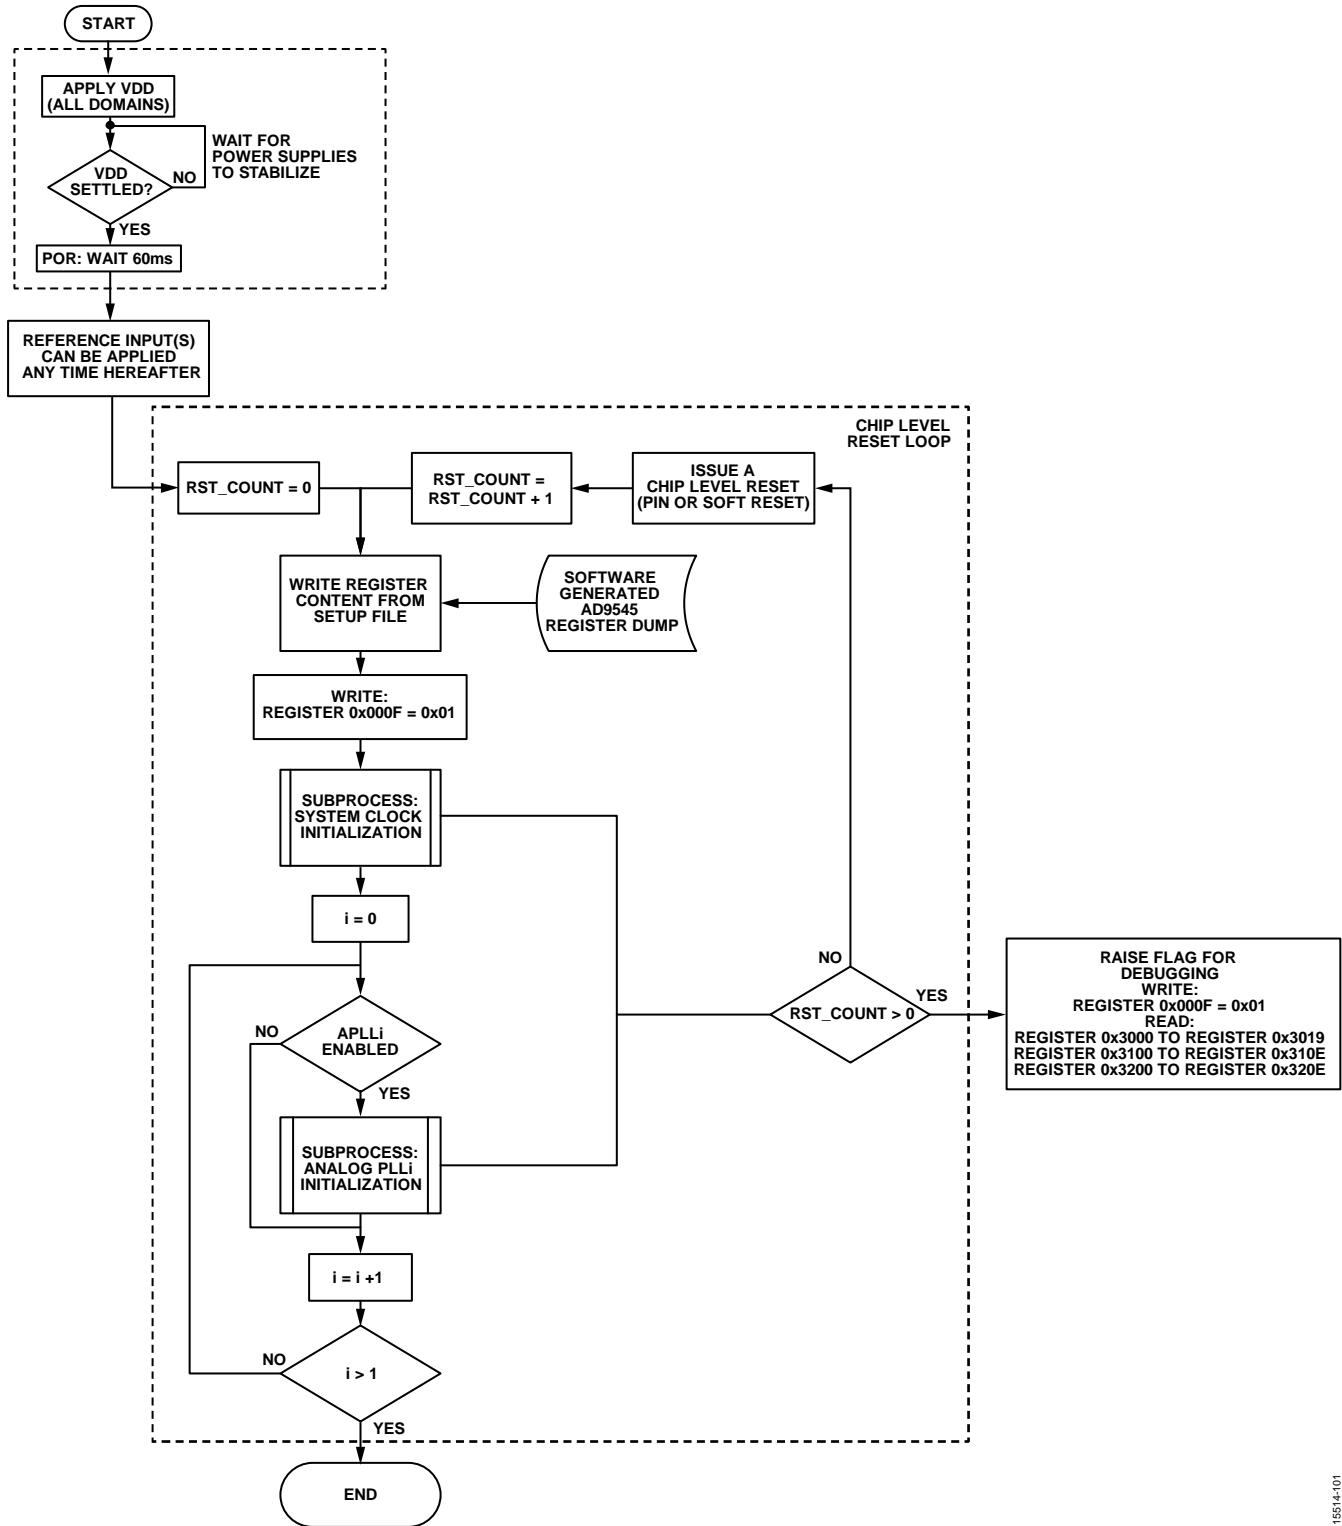 START
APPLY VDD
(ALL DOMAINS)
WAIT FOR
POWER SUPPLIES
TO STABILIZE
VDD
SETTLED?
NO
YES
POR: WAIT 60ms
REFERENCE INPUT(S)
CAN BE APPLIED
ANY TIME HEREAFTER
CHIP LEVEL
RESET LOOP
RST_COUNT = 0
RST_COUNT =
RST_COUNT + 1
ISSUE A
CHIP LEVEL RESET
(PIN OR SOFT RESET)
WRITE REGISTER
CONTENT FROM
SETUP FILE
SOFTWARE
GENERATED
AD9545
REGISTER DUMP
WRITE:
REGISTER 0x000F = 0x01
SUBPROCESS:
SYSTEM CLOCK
INITIALIZATION
i = 0
APLLi
ENABLED
NO
YES
SUBPROCESS:
ANALOG PLLi
INITIALIZATION
i = i +1
i > 1
NO
YES
END
RST_COUNT > 0
NO
YES
RAISE FLAG FOR
DEBUGGING
WRITE:
REGISTER 0x000F = 0x01
READ:
REGISTER 0x3000 TO REGISTER 0x3019
REGISTER 0x3100 TO REGISTER 0x310E
REGISTER 0x3200 TO REGISTER 0x320E
15514-101